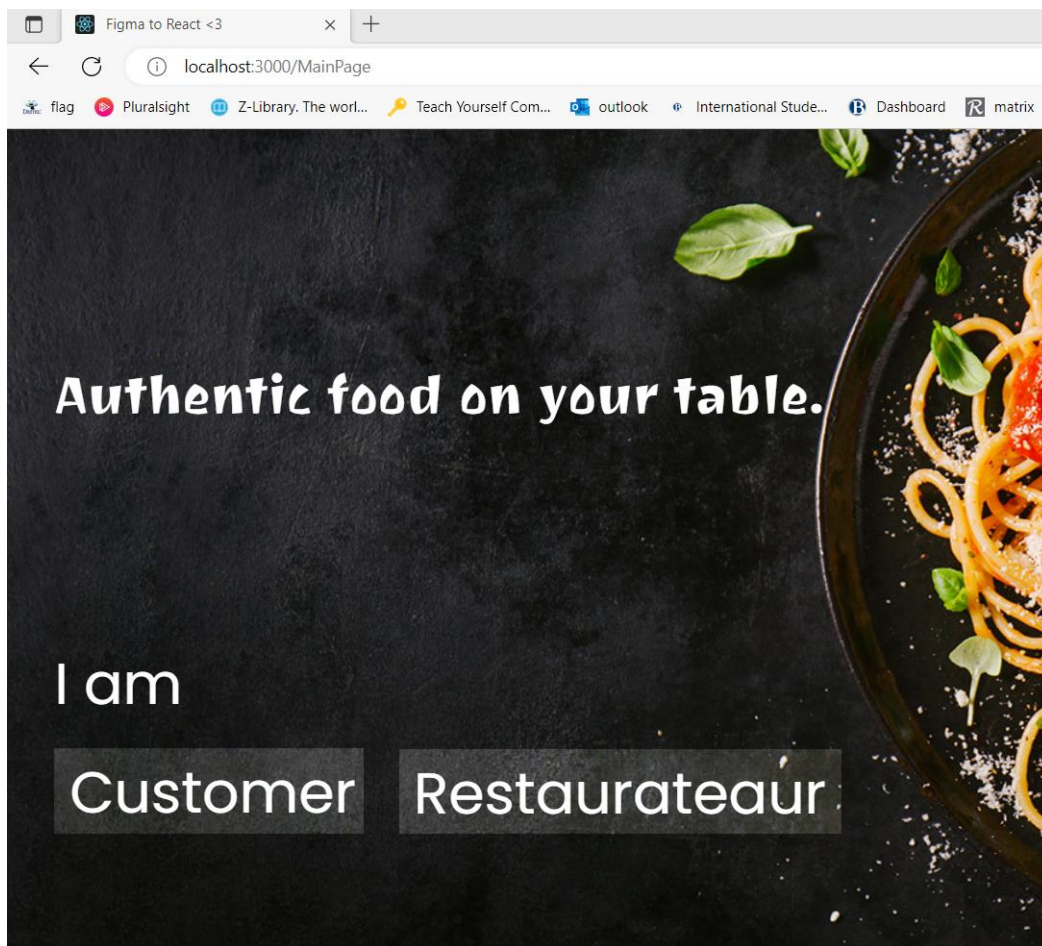 Figma to React <3
localhost:3000/MainPage
flag Pluralsight Z-Library. The worl... Teach Yourself Com... outlook International Stude... Dashboard matrix
Authentic food on your table.
I am
Customer Restaurateaur